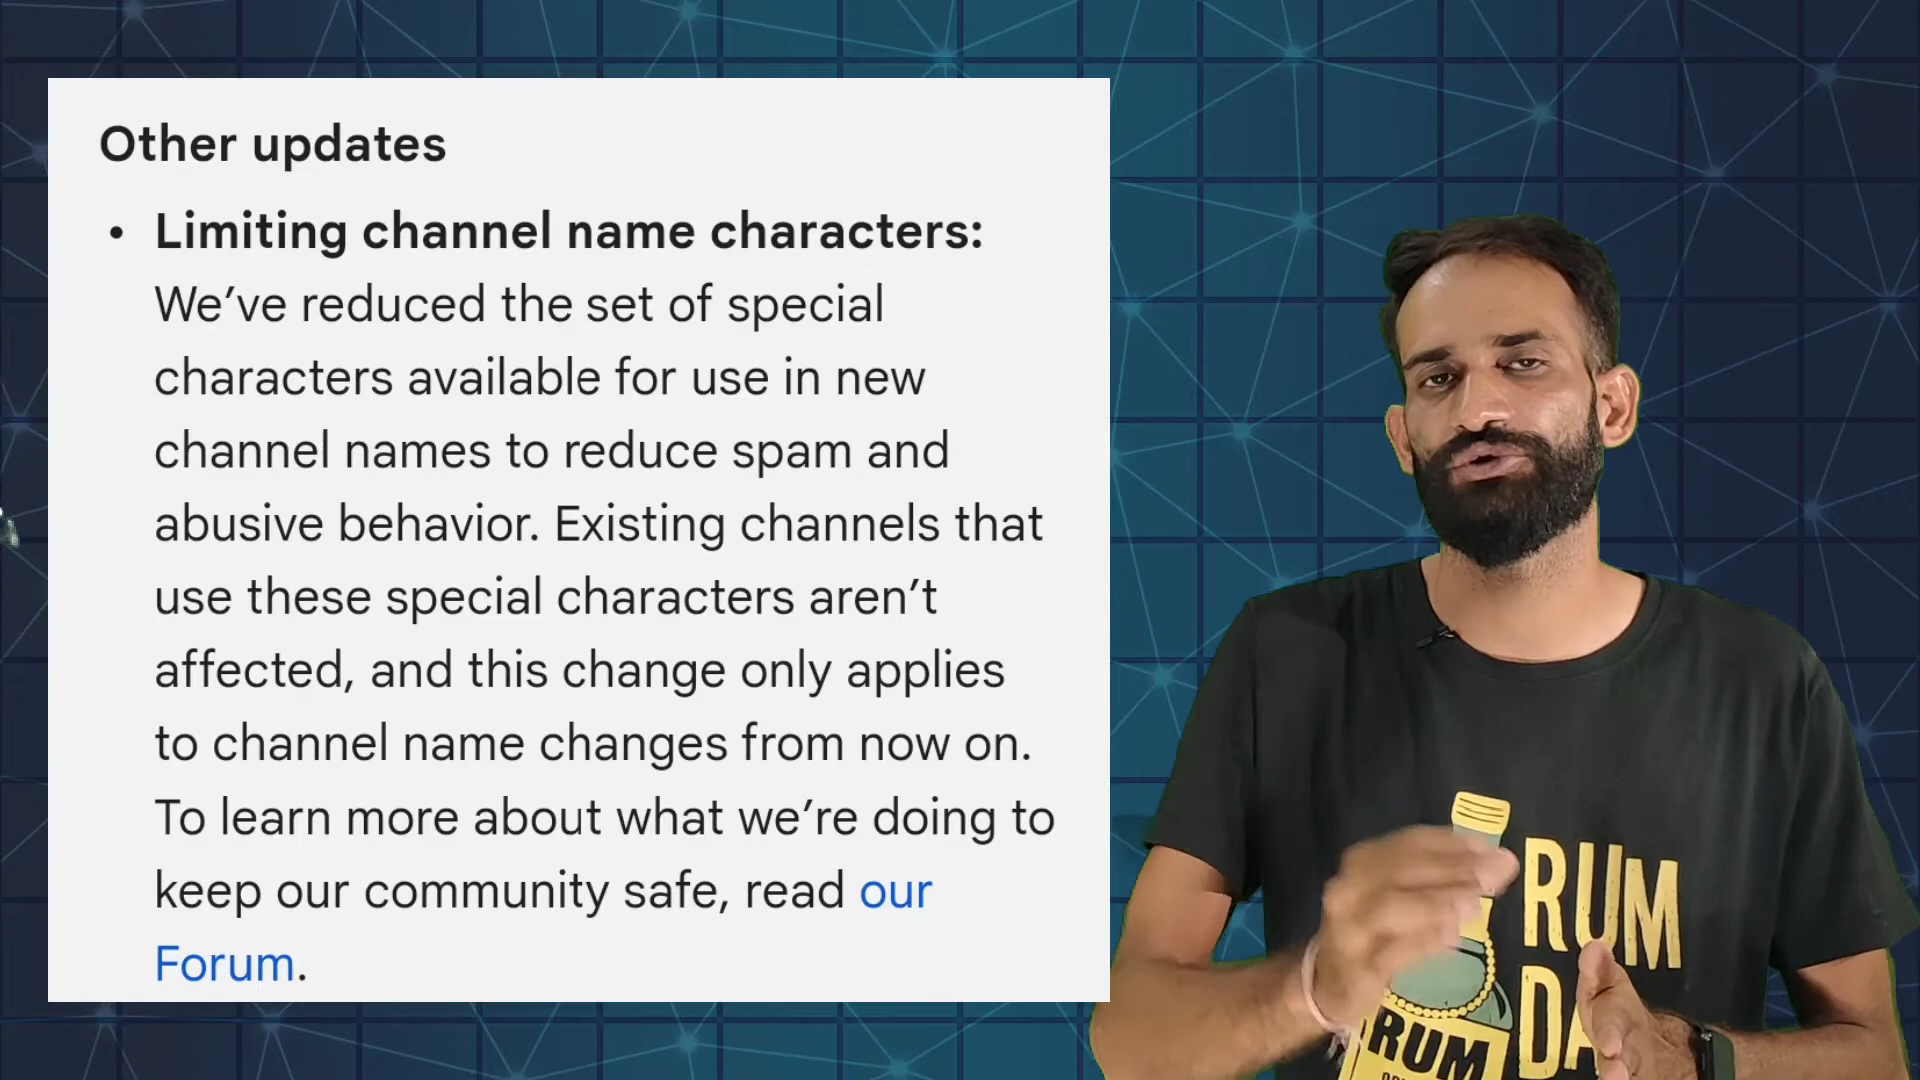 Other updates
• Limiting channel name characters:
We’ve reduced the set of special
characters available for use in new
channel names to reduce spam and
abusive behavior. Existing channels that
use these special characters aren’t
affected, and this change only applies
to channel name changes from now on.
To learn more about what we’re doing to
keep our community safe, read our
Forum.
RUM
RUM